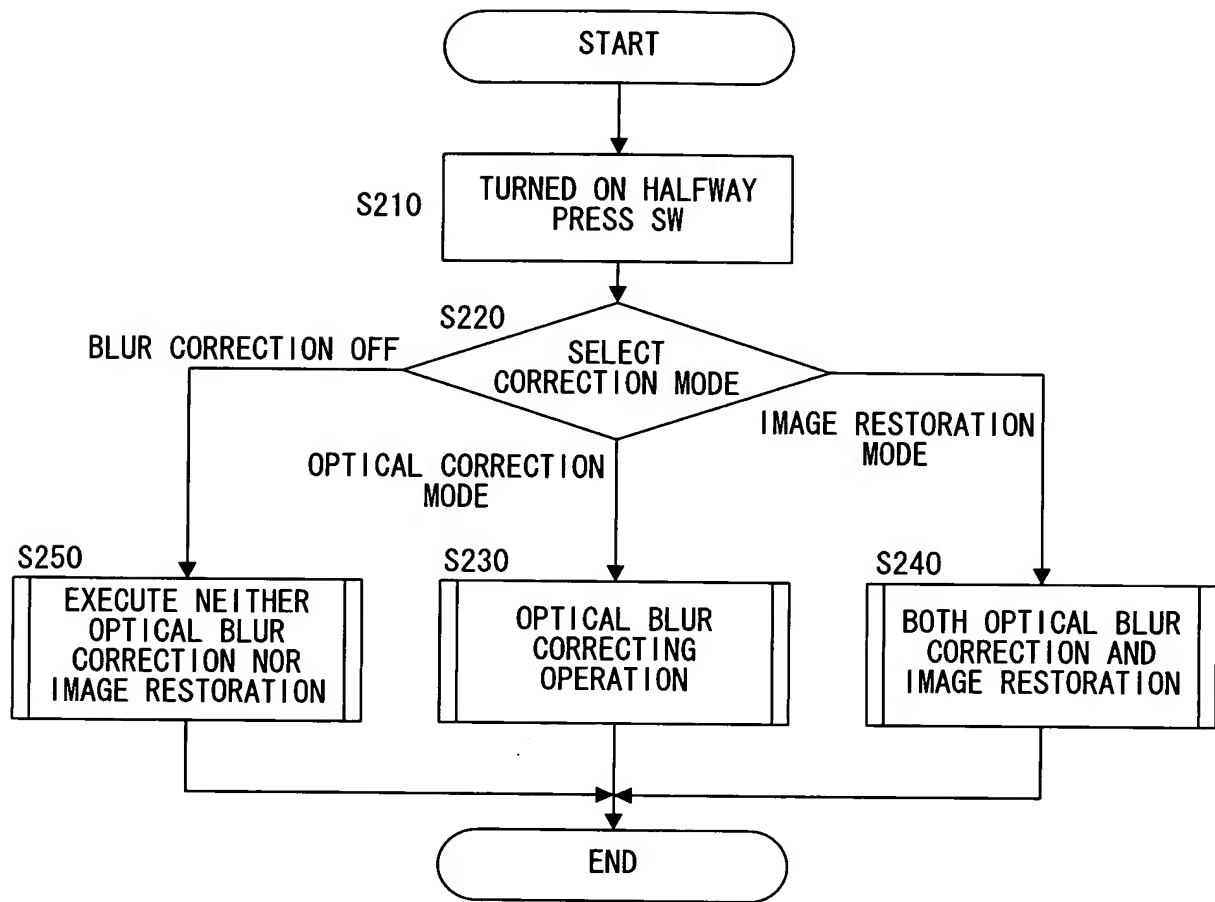 START
S210
TURNED ON HALFWAY
PRESS SW
S220
BLUR CORRECTION OFF
SELECT
CORRECTION MODE
IMAGE RESTORATION
MODE
OPTICAL CORRECTION
MODE
S250
EXECUTE NEITHER
OPTICAL BLUR
CORRECTION NOR
IMAGE RESTORATION
S230
OPTICAL BLUR
CORRECTING
OPERATION
S240
BOTH OPTICAL BLUR
CORRECTION AND
IMAGE RESTORATION
END